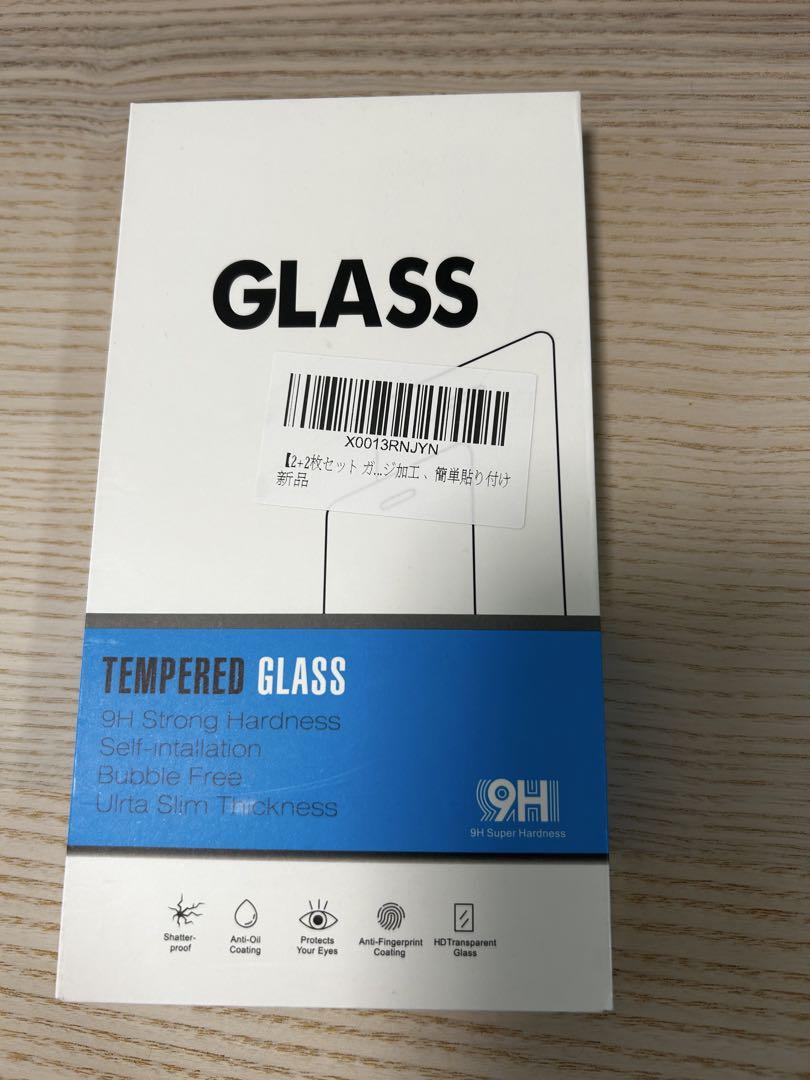 GLASS
X0013RNJYN
【2+2枚セット ガ...ジ加工 、簡単貼り付け
新品
TEMPERED GLASS
9H Strong Hardness
Self-intallation
Bubble Free
Ulrta Slim Thickness
9H
9H Super Hardness
Shatter-
proof
Anti-Oil
Coating
Protects
Your Eyes
Anti-Fingerprint
Coating
HDTransparent
Glass